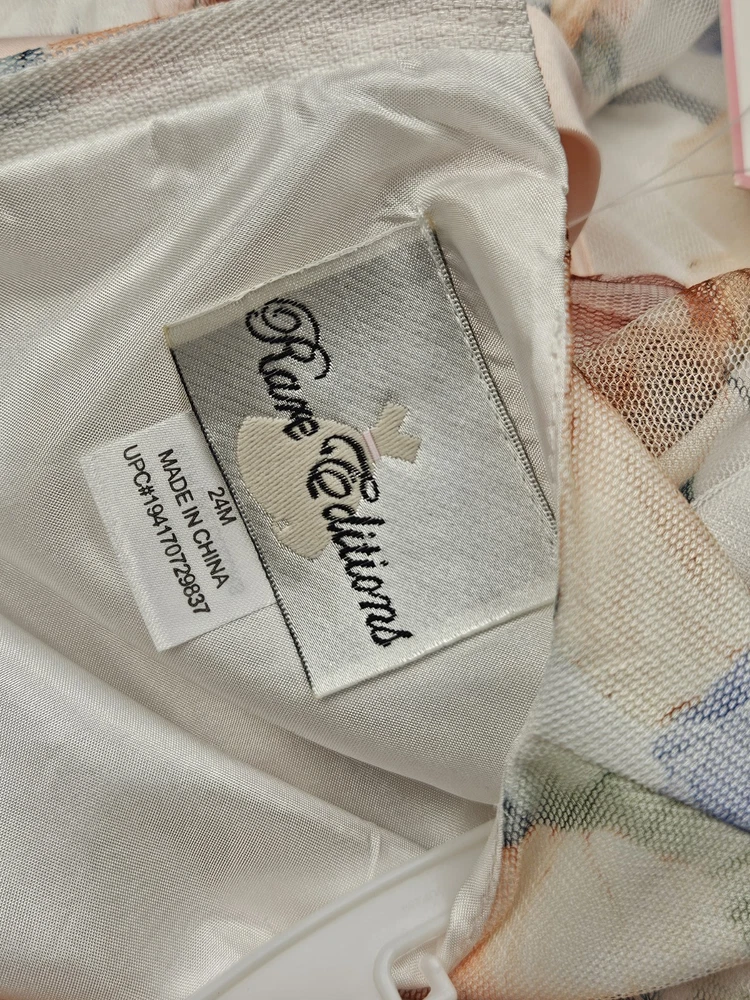 Rare Editions
24M
MADE IN CHINA
UPC#194170729837